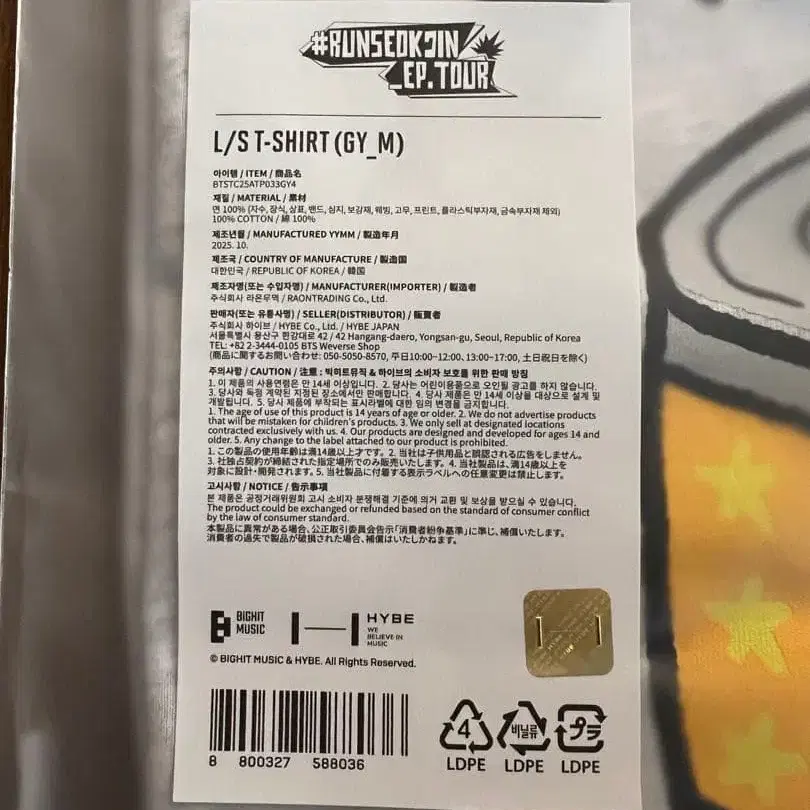 #RUNSEOKJIN
_EP.TOUR
L/S T-SHIRT (GY_M)
아이템 / ITEM / 商品名
BTSTC25ATP033GY4
재질 / MATERIAL / 素材
면 100% (자수, 장식, 상표, 밴드, 심지, 보강재, 웨빙, 고무, 프린트, 플라스틱부자재, 금속부자재 제외)
100% COTTON / 綿 100%
제조년월 / MANUFACTURED YYMM / 製造年月
2025. 10.
제조국 / COUNTRY OF MANUFACTURE / 製造国
대한민국 / REPUBLIC OF KOREA / 韓国
제조자명(또는 수입자명) / MANUFACTURER(IMPORTER) / 製造者
주식회사 라온무역 / RAONTRADING Co., Ltd.
판매자(또는 유통사명) / SELLER(DISTRIBUTOR) / 販賣者
주식회사 하이브 / HYBE Co., Ltd. / HYBE JAPAN
서울특별시 용산구 한강대로 42 / 42 Hangang-daero, Yongsan-gu, Seoul, Republic of Korea
TEL: +82 2-3444-0105 BTS Weverse Shop
(商品に関するお問い合わせ: 050-5050-8570, 平日10:00~12:00, 13:00~17:00, 土日祝日を除く)
주의사항 / CAUTION / 注意 : 빅히트뮤직 & 하이브의 소비자 보호를 위한 판매 방침
1. 이 제품의 사용연령은 만 14세 이상입니다. 2. 당사는 어린이용품으로 오인될 광고를 하지 않습니다.
3. 당사와 독점 계약된 지정된 장소에서만 판매합니다. 4. 당사 제품은 만 14세 이상을 대상으로 설계 및
개발됩니다. 5. 당사 제품에 부착되는 표시라벨에 대한 임의 변경을 금지합니다.
1. The age of use of this product is 14 years of age or older. 2. We do not advertise products
that will be mistaken for children's products. 3. We only sell at designated locations
contracted exclusively with us. 4. Our products are designed and developed for ages 14 and
older. 5. Any change to the label attached to our product is prohibited.
1. この製品の使用年齢は満14歳以上才です。2. 当社は子供用品と誤認される広告をしません。
3. 社独占契約が締結された指定場所でのみ販売いたします。4. 当社製品は、満14歳以上を
対象に設計・開発されます。5. 当社製品に付着する表示ラベルへの任意変更は禁止します。
고시사항 / NOTICE / 告示事項
본 제품은 공정거래위원회 고시 소비자 분쟁해결 기준에 의거 교환 및 보상을 받으실 수 있습니다.
The product could be exchanged or refunded based on the standard of consumer conflict
by the law of consumer standard.
本製品に異常がある場合、公正取引委員会告示「消費者紛争基準」に準じ、補償いたします。
消費者の過失で製品が破損された場合、補償はいたしかねます。
BIGHIT
MUSIC
HYBE
WE
BELIEVE IN
MUSIC
© BIGHIT MUSIC & HYBE. All Rights Reserved.
8 800327 588036
4
LDPE
비닐류
LDPE
プラ
LDPE